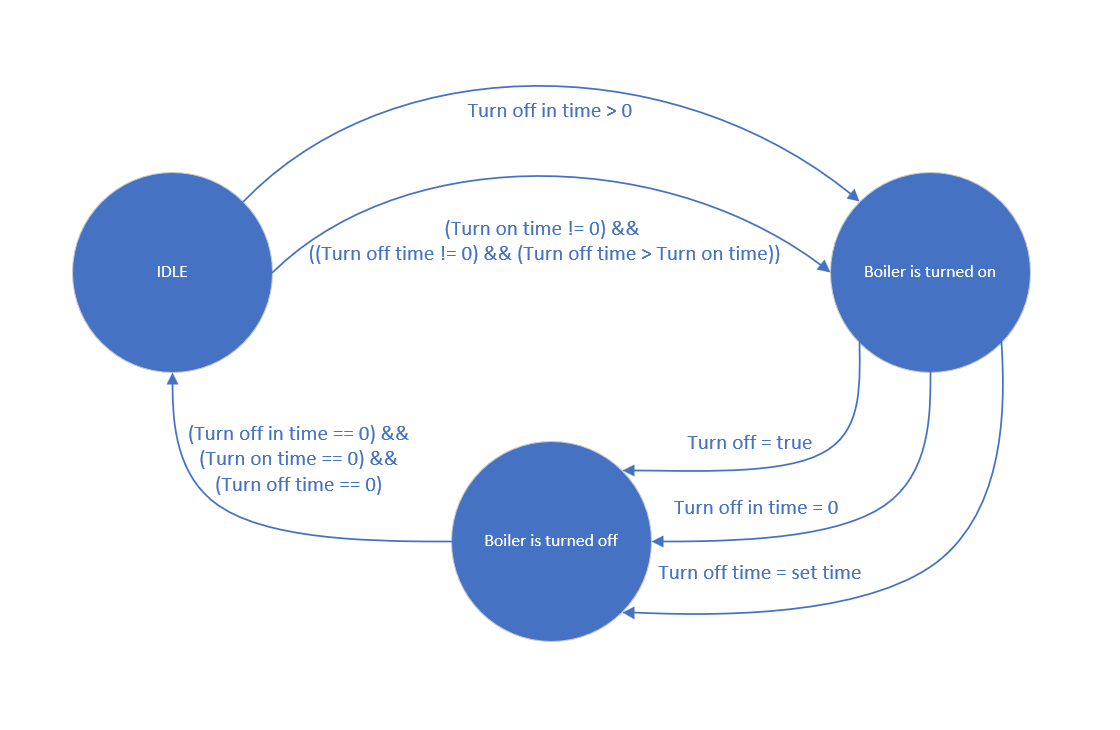 Turn off in time > 0
(Turn on time != 0) &&
((Turn off time != 0) && (Turn off time > Turn on time))
IDLE
Boiler is turned on
(Turn off in time == 0) &&
(Turn on time == 0) &&
(Turn off time == 0)
Turn off = true
Turn off in time = 0
Boiler is turned off
Turn off time = set time